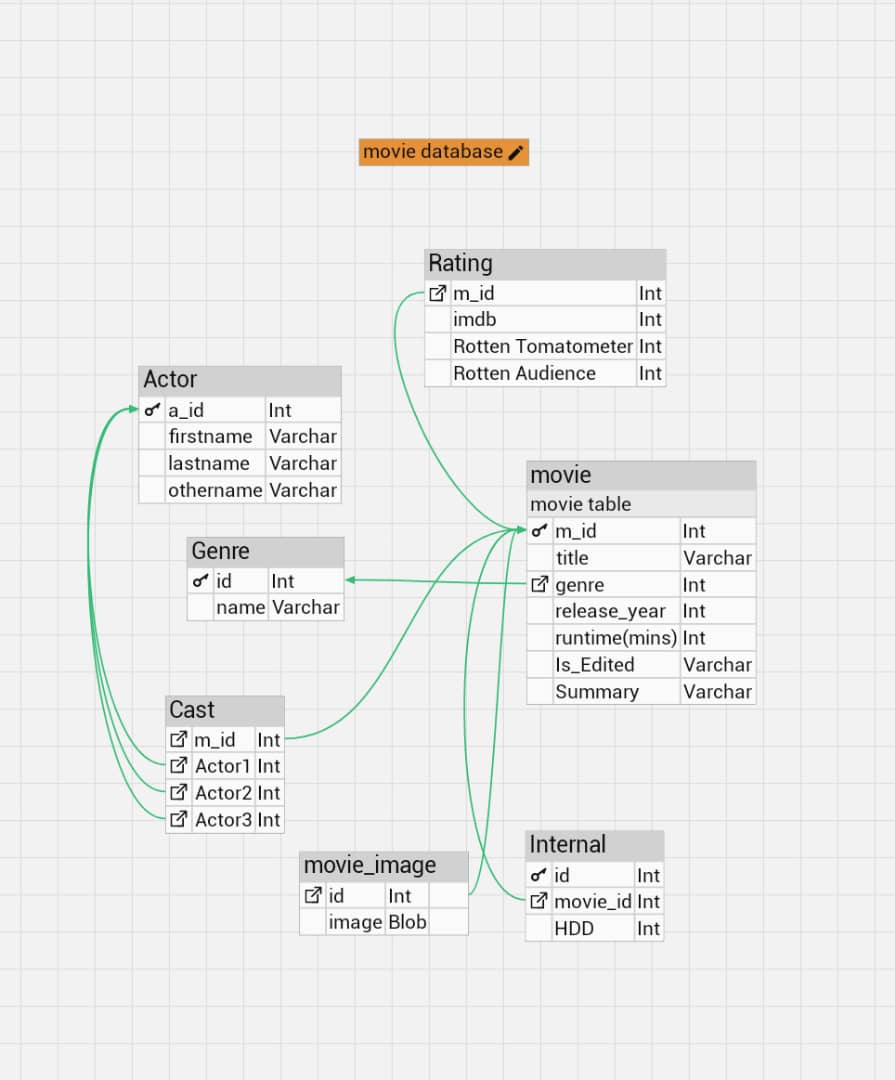 movie database
Rating
m_id Int
imdb Int
Rotten Tomatometer Int
Rotten Audience Int
Actor
a_id Int
firstname Varchar
lastname Varchar
othername Varchar
movie
movie table
m_id Int
title Varchar
genre Int
release_year Int
runtime(mins) Int
Is_Edited Varchar
Summary Varchar
Genre
id Int
name Varchar
Cast
m_id Int
Actor1 Int
Actor2 Int
Actor3 Int
movie_image
id Int
image Blob
Internal
id Int
movie_id Int
HDD Int